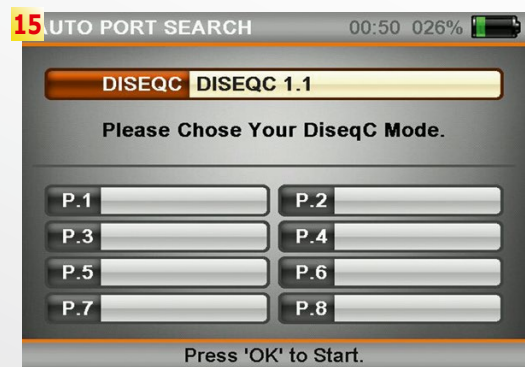 15
UTO PORT SEARCH 00:50 026%
DISEQC DISEQC 1.1
Please Chose Your DiseqC Mode.
P.1 P.2
P.3 P.4
P.5 P.6
P.7 P.8
Press 'OK' to Start.